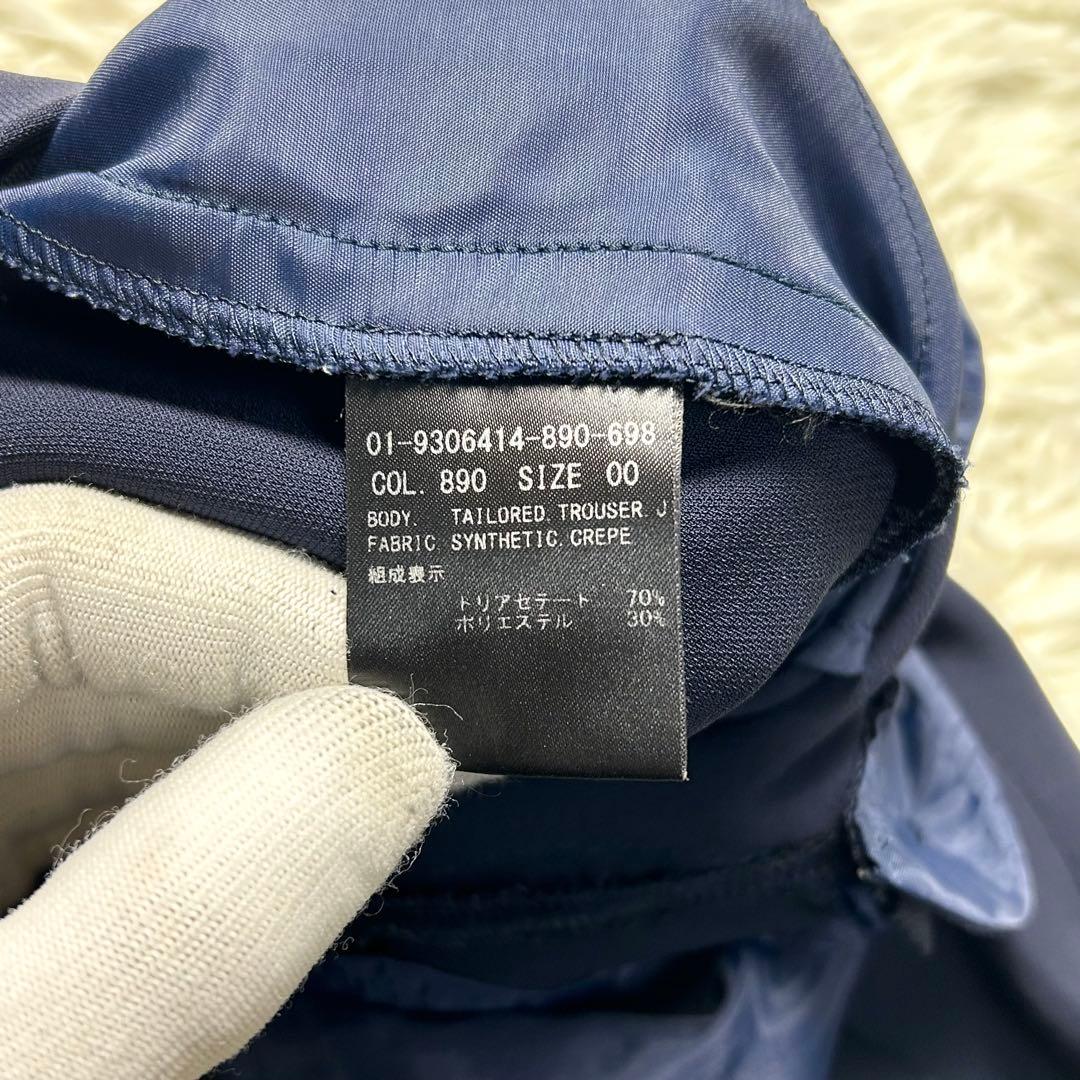 01-9306414-890-698
COL. 890 SIZE 00
BODY. TAILORED.TROUSER.J
FABRIC.SYNTHETIC.CREPE
組成表示
トリアセテート 70%
ポリエステル 30%